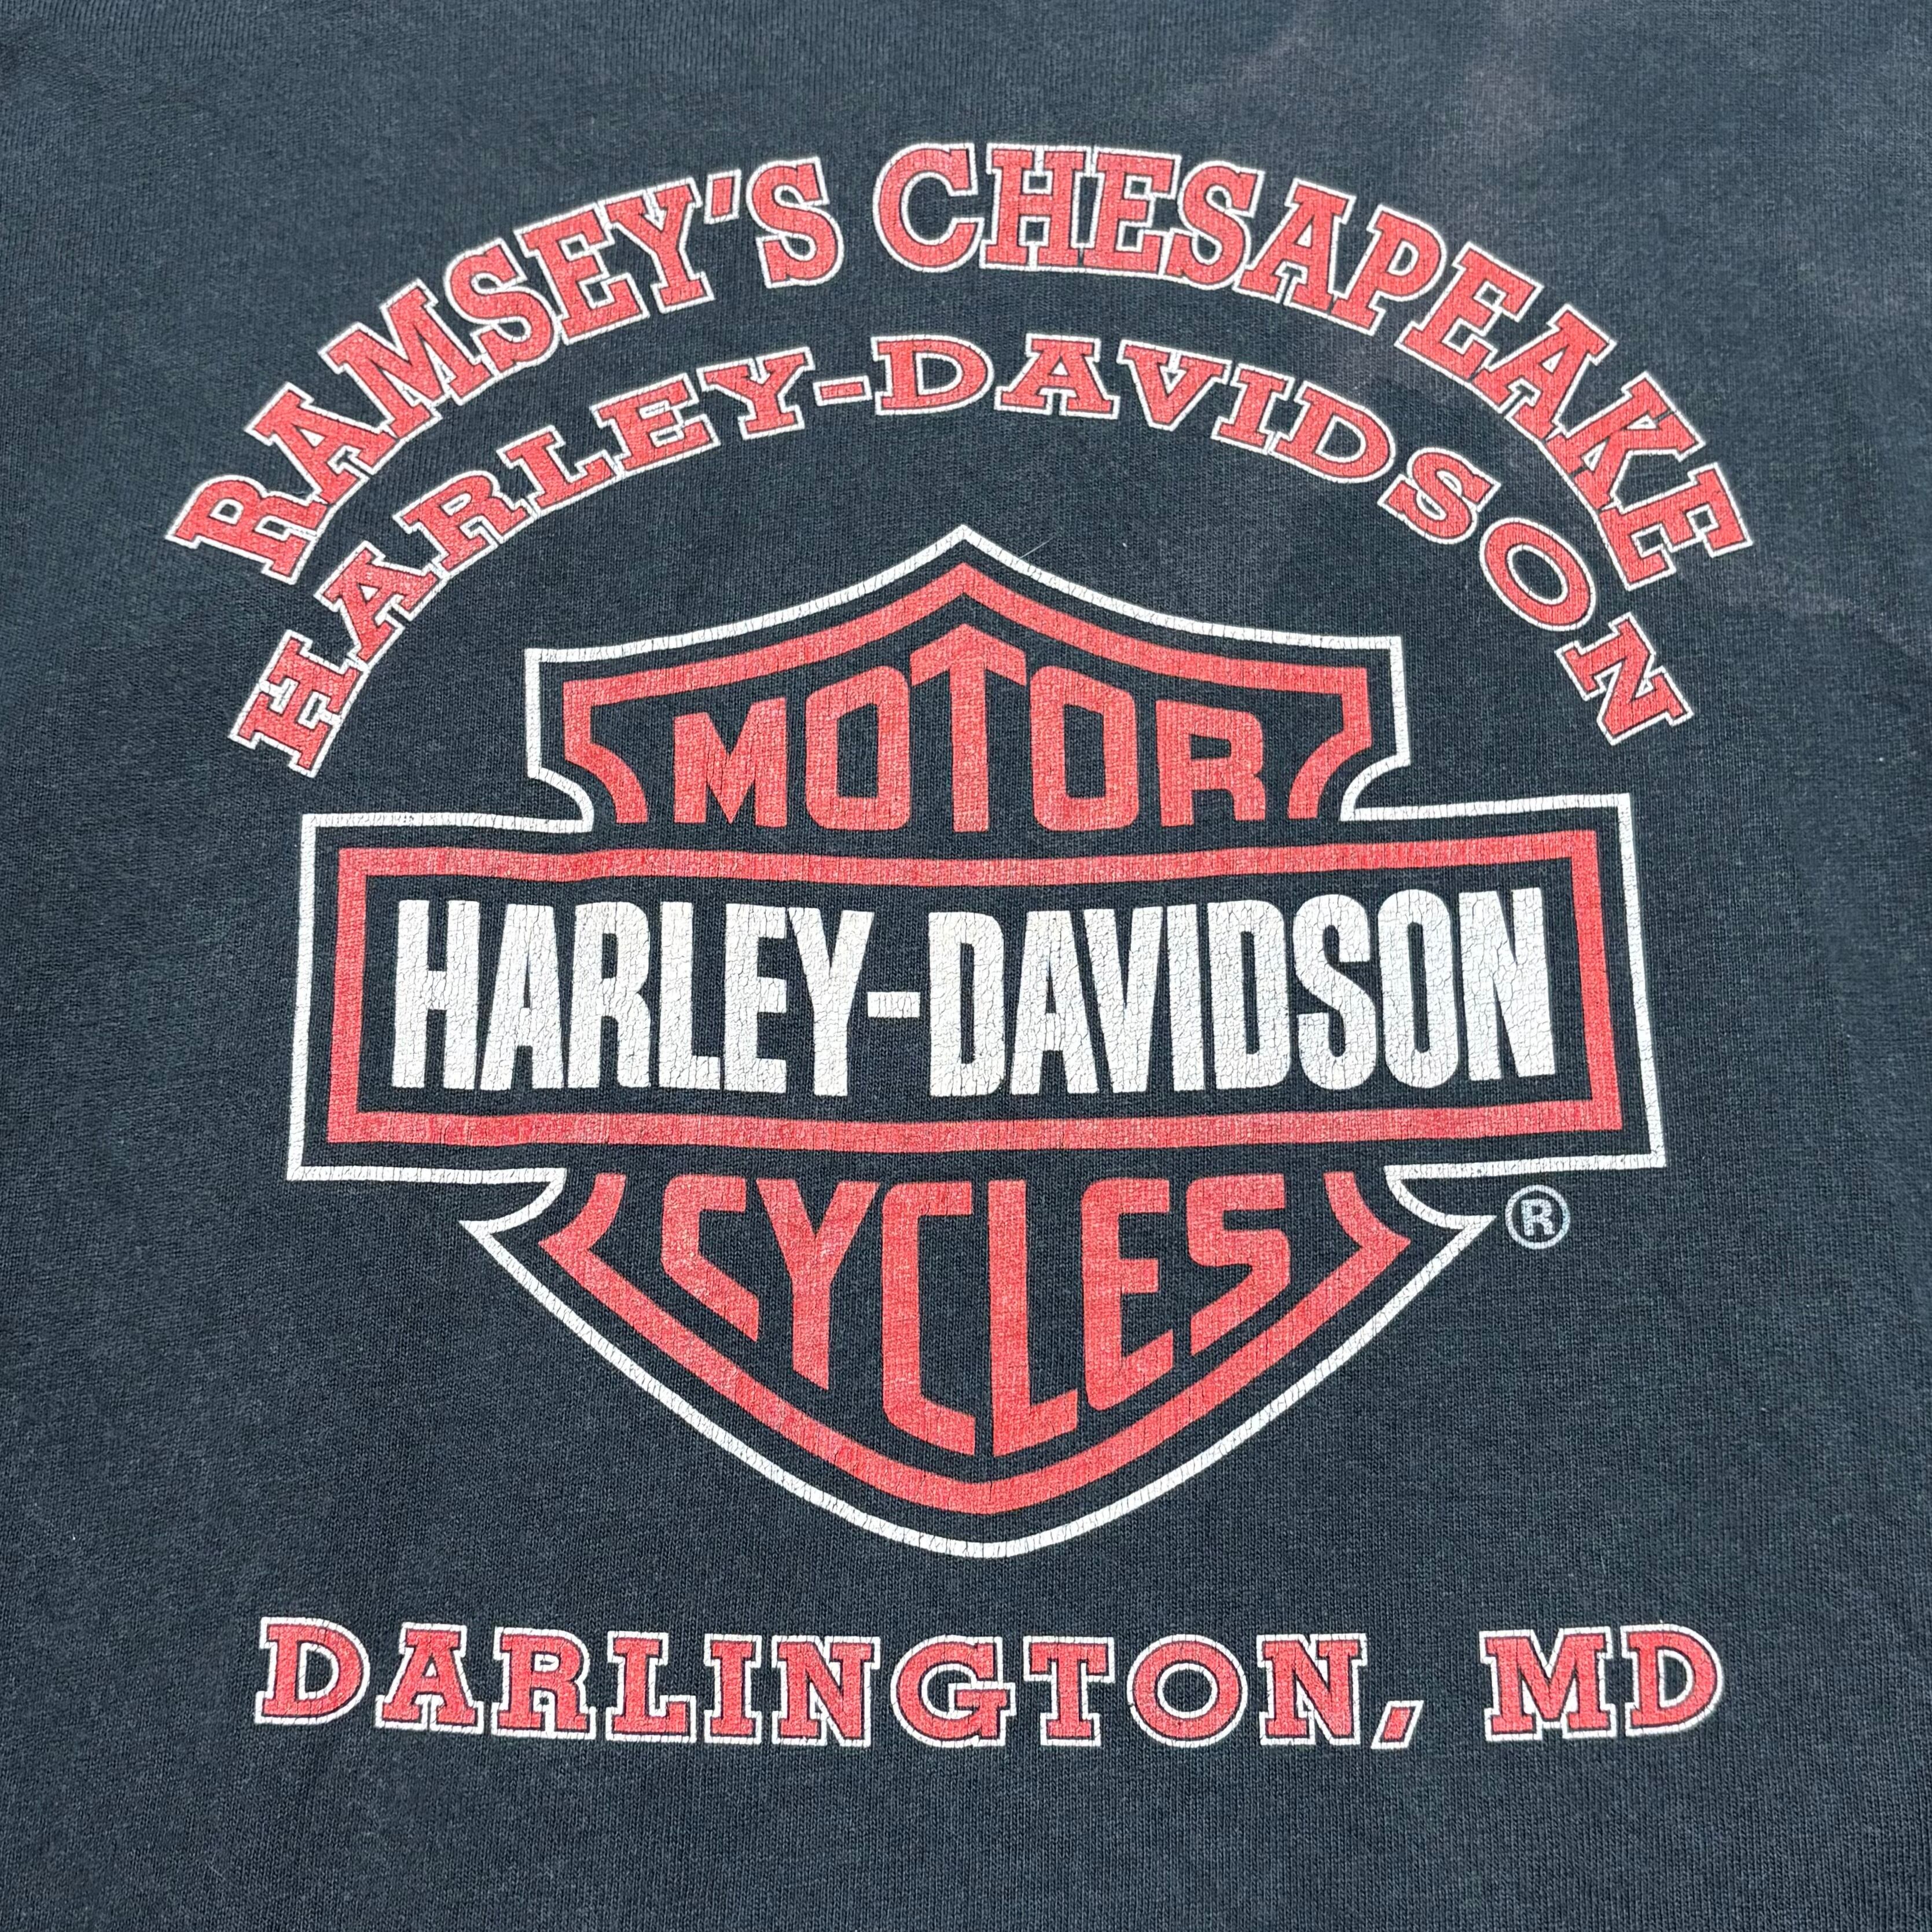 RAMSEY'S CHESAPEAKE
HARLEY-DAVIDSON
MOTOR
HARLEY-DAVIDSON
CYCLES
®
DARLINGTON, MD